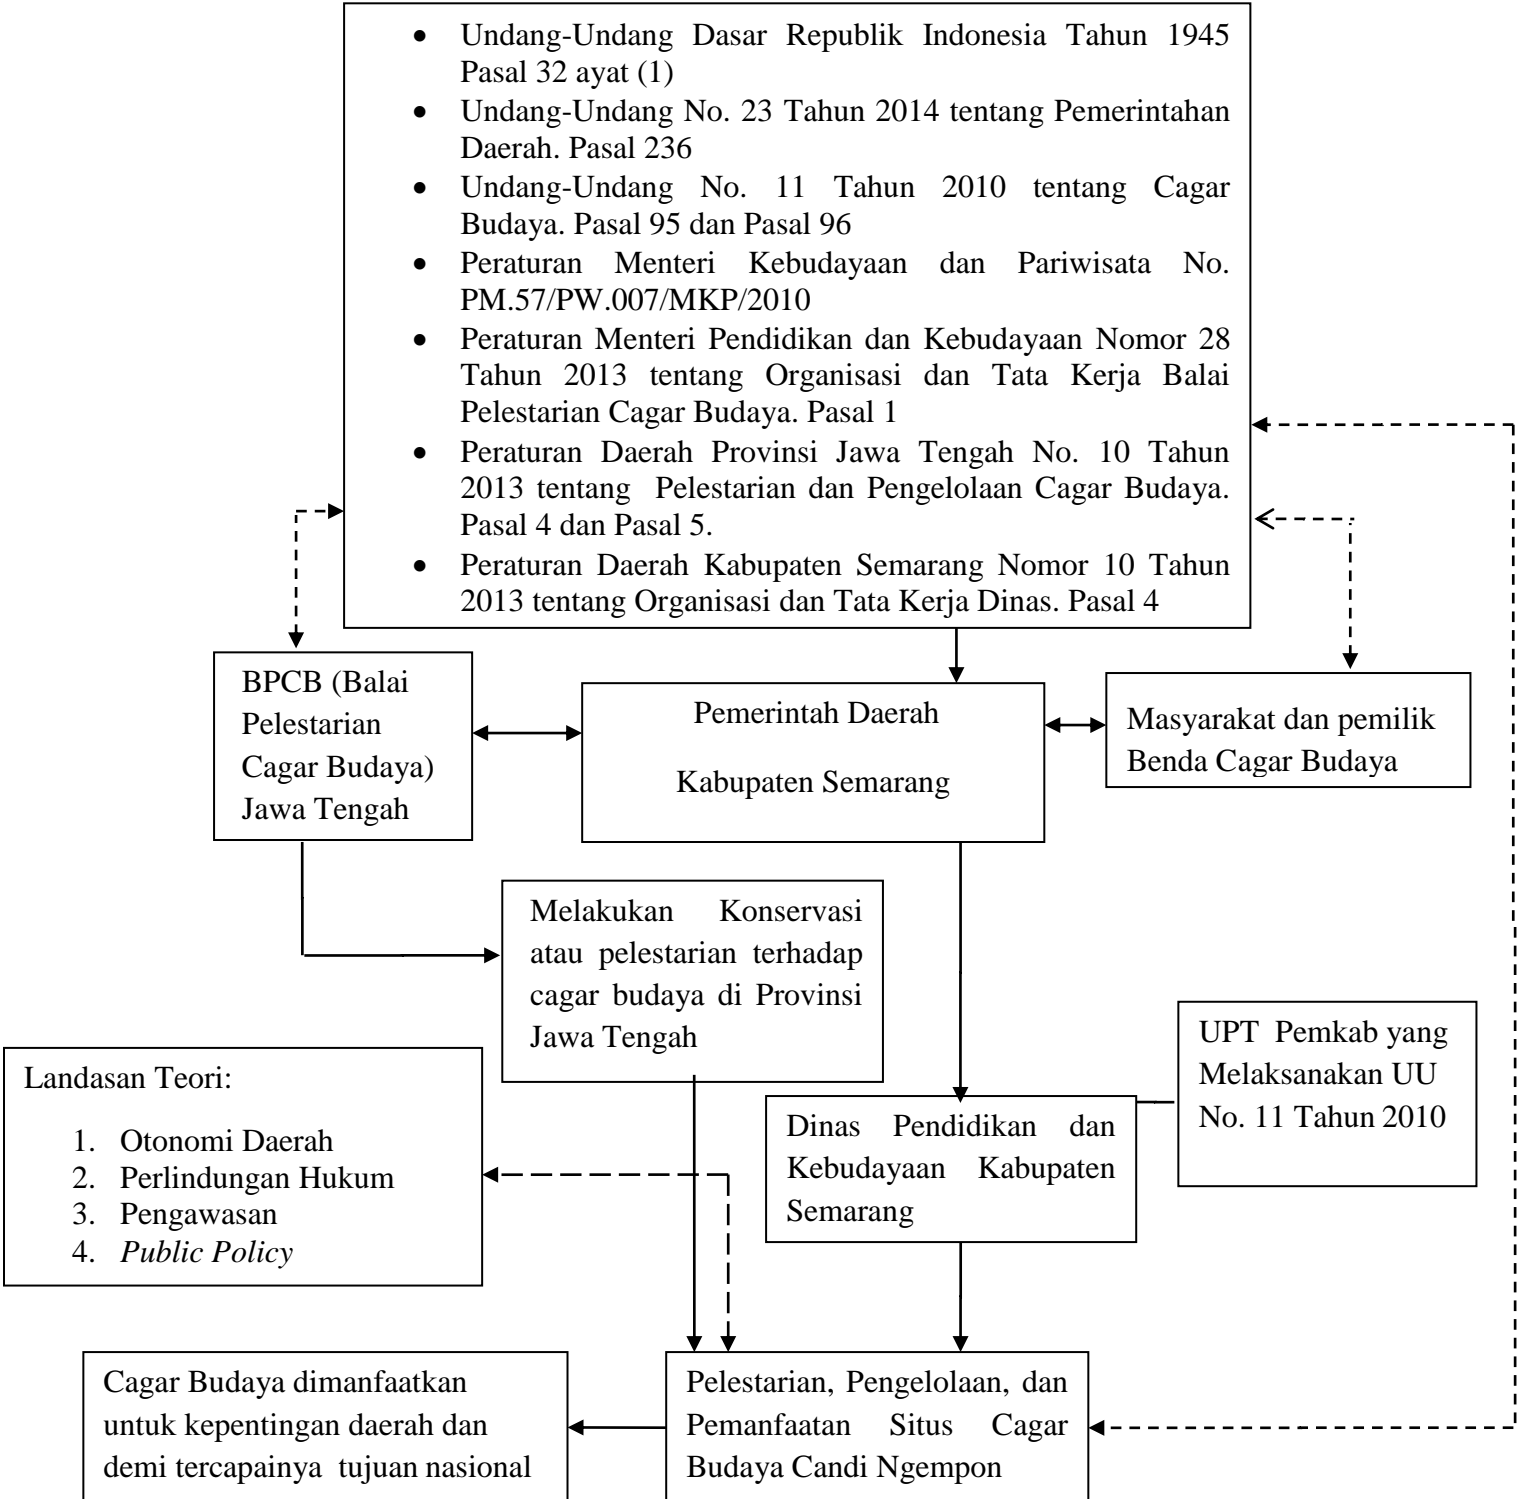 • Undang-Undang Dasar Republik Indonesia Tahun 1945
Pasal 32 ayat (1)
• Undang-Undang No. 23 Tahun 2014 tentang Pemerintahan
Daerah. Pasal 236
• Undang-Undang No. 11 Tahun 2010 tentang Cagar
Budaya. Pasal 95 dan Pasal 96
• Peraturan Menteri Kebudayaan dan Pariwisata No.
PM.57/PW.007/MKP/2010
• Peraturan Menteri Pendidikan dan Kebudayaan Nomor 28
Tahun 2013 tentang Organisasi dan Tata Kerja Balai
Pelestarian Cagar Budaya. Pasal 1
• Peraturan Daerah Provinsi Jawa Tengah No. 10 Tahun
2013 tentang Pelestarian dan Pengelolaan Cagar Budaya.
Pasal 4 dan Pasal 5.
• Peraturan Daerah Kabupaten Semarang Nomor 10 Tahun
2013 tentang Organisasi dan Tata Kerja Dinas. Pasal 4
BPCB (Balai
Pelestarian
Cagar Budaya)
Jawa Tengah
Pemerintah Daerah
Kabupaten Semarang
Masyarakat dan pemilik
Benda Cagar Budaya
Melakukan Konservasi
atau pelestarian terhadap
cagar budaya di Provinsi
Jawa Tengah
UPT Pemkab yang
Melaksanakan UU
No. 11 Tahun 2010
Landasan Teori:
1. Otonomi Daerah
2. Perlindungan Hukum
3. Pengawasan
4. Public Policy
Dinas Pendidikan dan
Kebudayaan Kabupaten
Semarang
Cagar Budaya dimanfaatkan
untuk kepentingan daerah dan
demi tercapainya tujuan nasional
Pelestarian, Pengelolaan, dan
Pemanfaatan Situs Cagar
Budaya Candi Ngempon